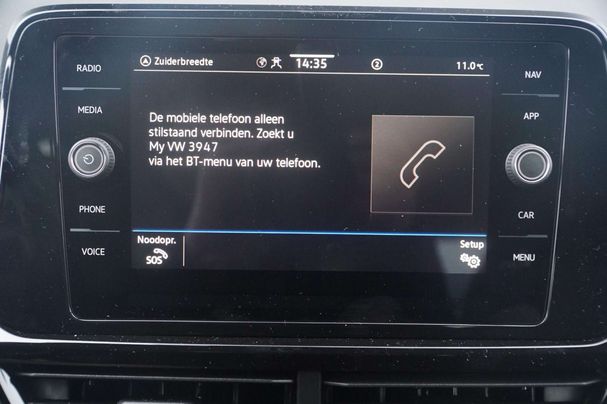 RADIO
MEDIA
PHONE
VOICE
Zuiderbreedte
14:35
2
11.0°C
De mobiele telefoon alleen
stilstaand verbinden. Zoekt u
My VW 3947
via het BT-menu van uw telefoon.
Noodopr.
SOS
Setup
NAV
APP
CAR
MENU